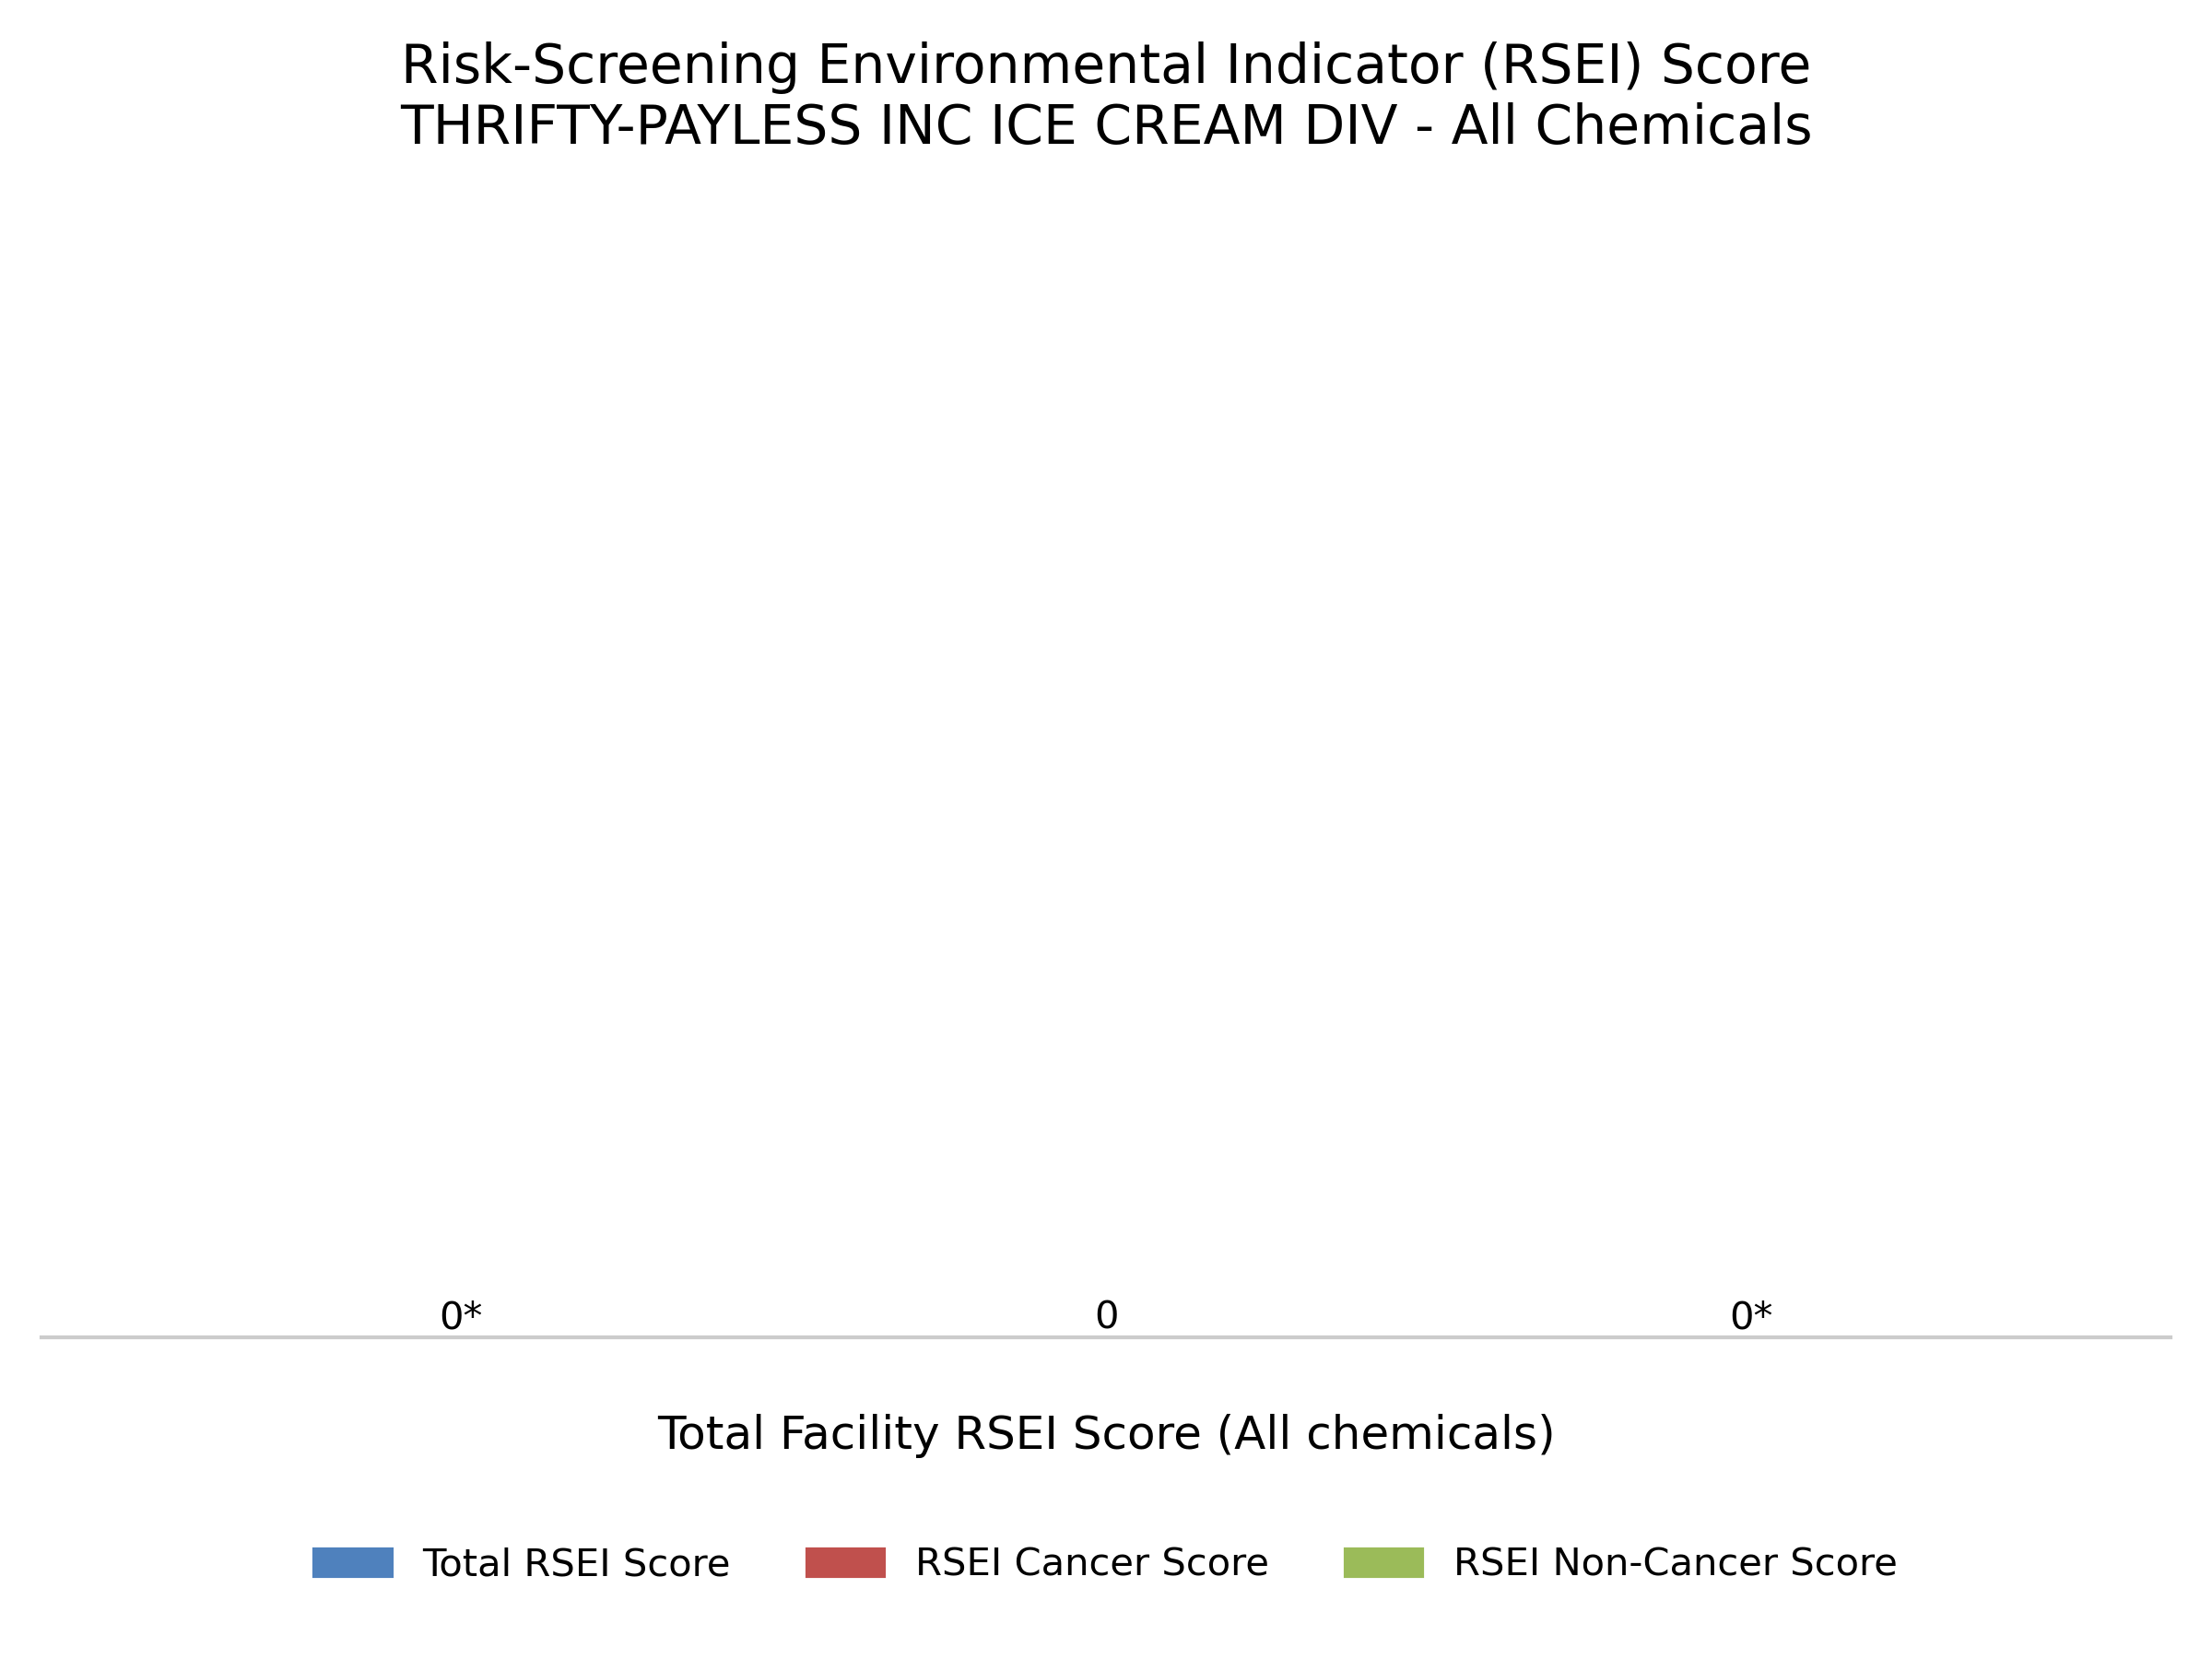 Risk-Screening Environmental Indicator (RSEI) Score
THRIFTY-PAYLESS INC ICE CREAM DIV - All Chemicals
0*
0
0*
Total Facility RSEI Score (All chemicals)
Total RSEI Score
RSEI Cancer Score
RSEI Non-Cancer Score